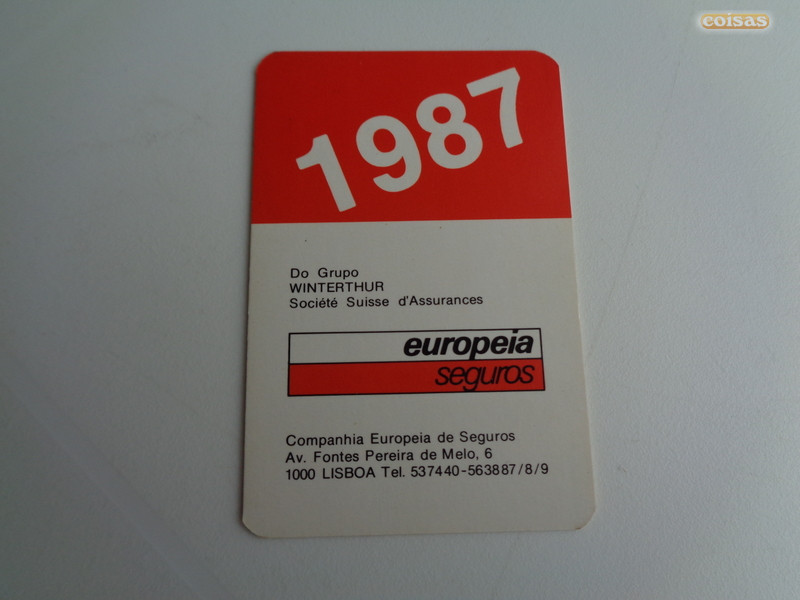 coisas
1987
Do Grupo
WINTERTHUR
Société Suisse d'Assurances
europeia
seguros
Companhia Europeia de Seguros
Av. Fontes Pereira de Melo, 6
1000 LISBOA Tel. 537440-563887/8/9